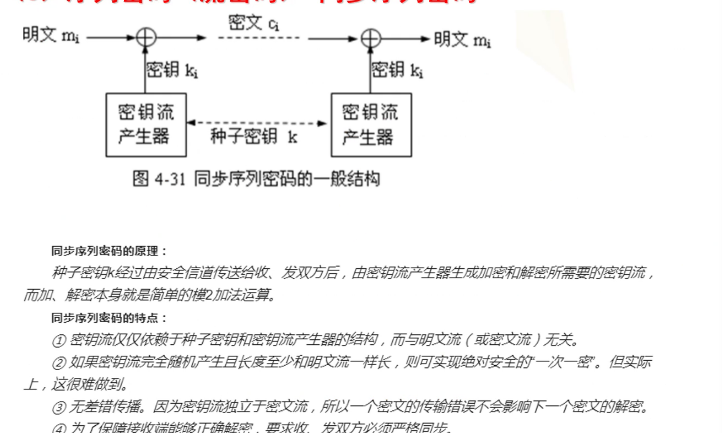 明文 mi 密文 ci 明文 mi
密钥 ki 密钥 ki
密钥流 密钥流
产生器 种子密钥 k 产生器
图 4-31 同步序列密码的一般结构
同步序列密码的原理：
种子密钥k经过由安全信道传送给收、发双方后，由密钥流产生器生成加密和解密所需要的密钥流，
而加、解密本身就是简单的模2加法运算。
同步序列密码的特点：
① 密钥流仅仅依赖于种子密钥和密钥流产生器的结构，而与明文流（或密文流）无关。
② 如果密钥流完全随机产生且长度至少和明文流一样长，则可实现绝对安全的“一次一密”。但实际
上，这很难做到。
③ 无差错传播。因为密钥流独立于密文流，所以一个密文的传输错误不会影响下一个密文的解密。
④ 为了保障接收端能够正确解密，要求收、发双方必须严格同步。